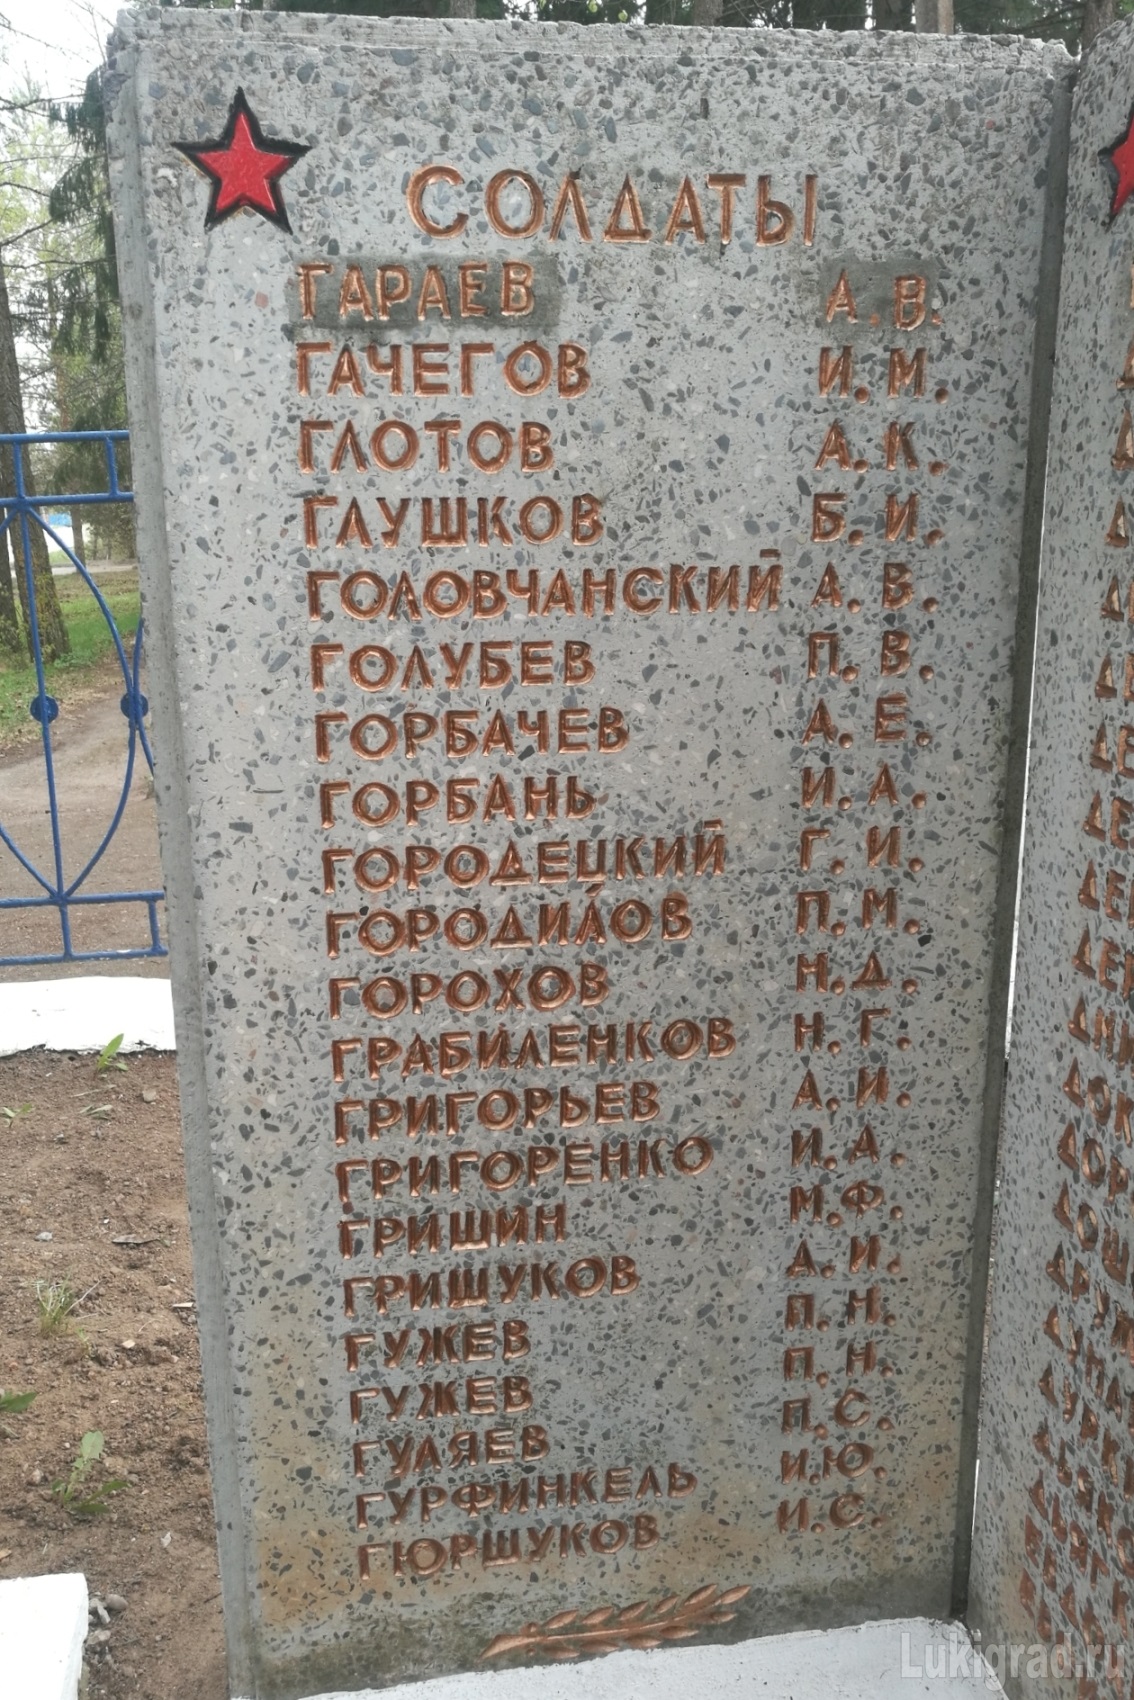 СОЛДАТЫ
ГАРАЕВ А.В.
ГАЧЕГОВ И.М.
ГЛОТОВ А.К.
ГЛУШКОВ Б.И.
ГОЛОВЧАНСКИЙ А.В.
ГОЛУБЕВ П.В.
ГОРБАЧЕВ А.Е.
ГОРБАНЬ И.А.
ГОРОДЕЦКИЙ Г.И.
ГОРОДИЛОВ П.М.
ГОРОХОВ Н.Д.
ГРАБИЛЕНКОВ Н.Г.
ГРИГОРЬЕВ А.И.
ГРИГОРЕНКО И.А.
ГРИШИН М.Ф.
ГРИШУКОВ А.И.
ГУЖЕВ П.Н.
ГУЖЕВ П.Н.
ГУЛЯЕВ П.С.
ГУРФИНКЕЛЬ И.Ю.
ГЮРШУКОВ И.С.
Lukigrad.ru